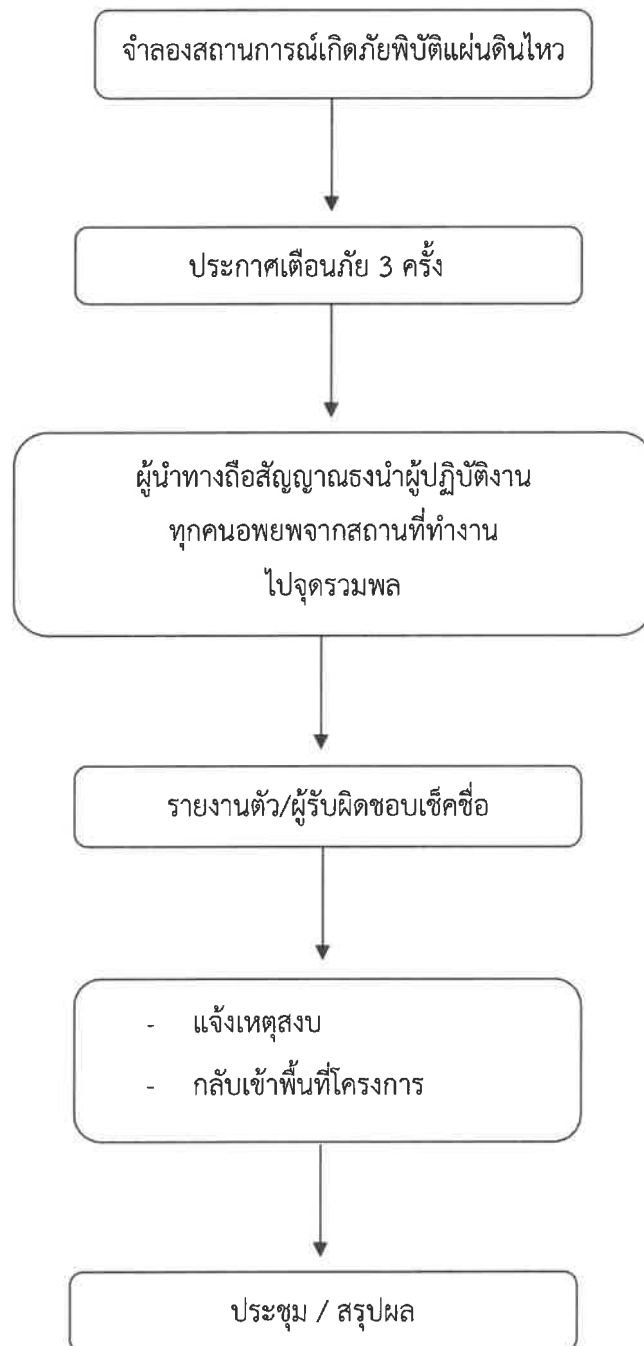 จำลองสถานการณ์เกิดภัยพิบัติแผ่นดินไหว
ประกาศเตือนภัย 3 ครั้ง
ผู้นำทางถือสัญญาณธงนำผู้ปฏิบัติงาน
ทุกคนอพยพจากสถานที่ทำงาน
ไปจุดรวมพล
รายงานตัว/ผู้รับผิดชอบเช็คชื่อ
- แจ้งเหตุสงบ
- กลับเข้าพื้นที่โครงการ
ประชุม / สรุปผล